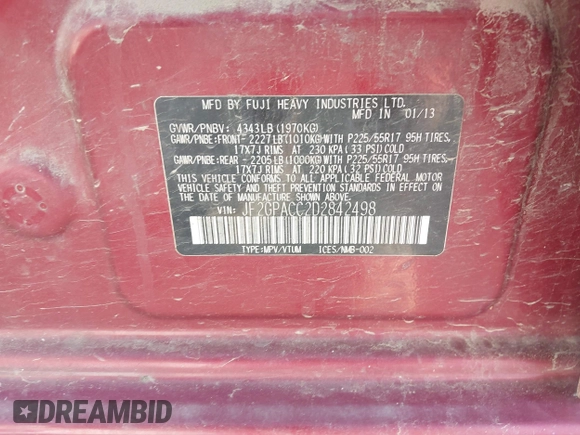 MFD BY FUJI HEAVY INDUSTRIES LTD.
MFD IN 01/13
GVWR/PNBV: 4343LB(1970KG)
GAWR/PNBE:FRONT- 2227LB(1010KG)WITH P225/55R17 95H TIRES,
17X7J RIMS AT 230 KPA(33 PSI)COLD
GAWR/PNBE:REAR - 2205LB(1000KG)WITH P225/55R17 95H TIRES,
17X7J RIMS AT 220 KPA(32 PSI)COLD
THIS VEHICLE CONFORMS TO ALL APPLICABLE FEDERAL MOTOR
VEHICLE SAFETY AND BUMPER STANDARDS IN EFFECT ON
THE DATE OF MANUFACTURE SHOWN ABOVE.
VIN: JF2GPACC2D2842498
TYPE:MPV/VTUM ICES/NMB-002
DREAMBID